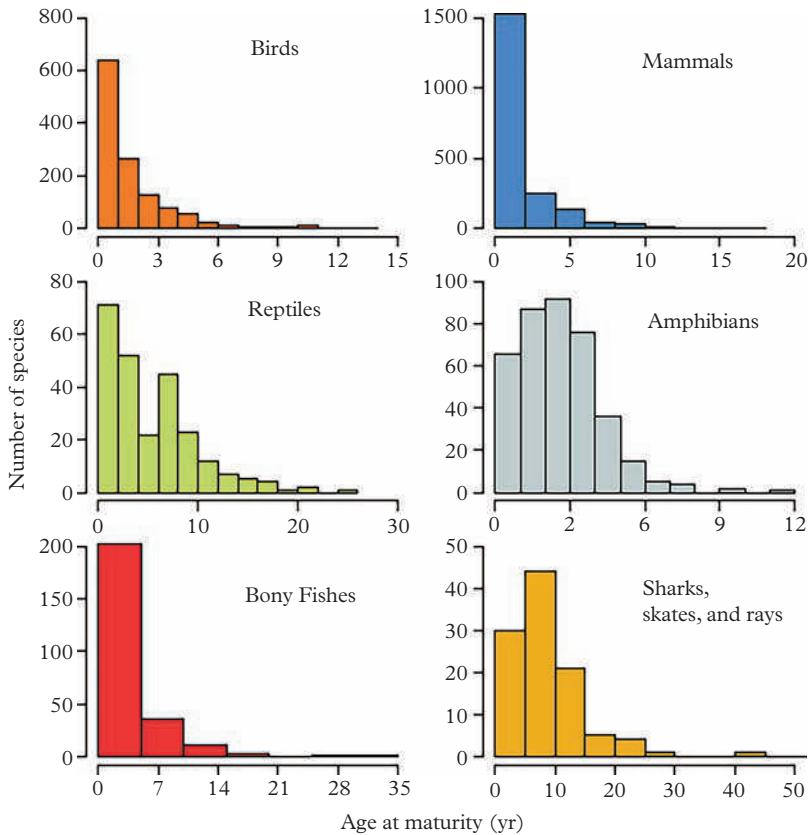 800
600
400
200
0
Birds
0 3 6 9 12 15
1500
1000
500
0
Mammals
0 5 10 20
80
60
40
20
0
Reptiles
0 10 20 30
100
80
60
40
20
0
Amphibians
0 2 6 9 12
200
150
100
50
0
Bony Fishes
0 7 14 21 28 35
50
40
30
20
10
0
Sharks,
skates, and rays
0 10 20 30 40 50
Number of species
Age at maturity (yr)